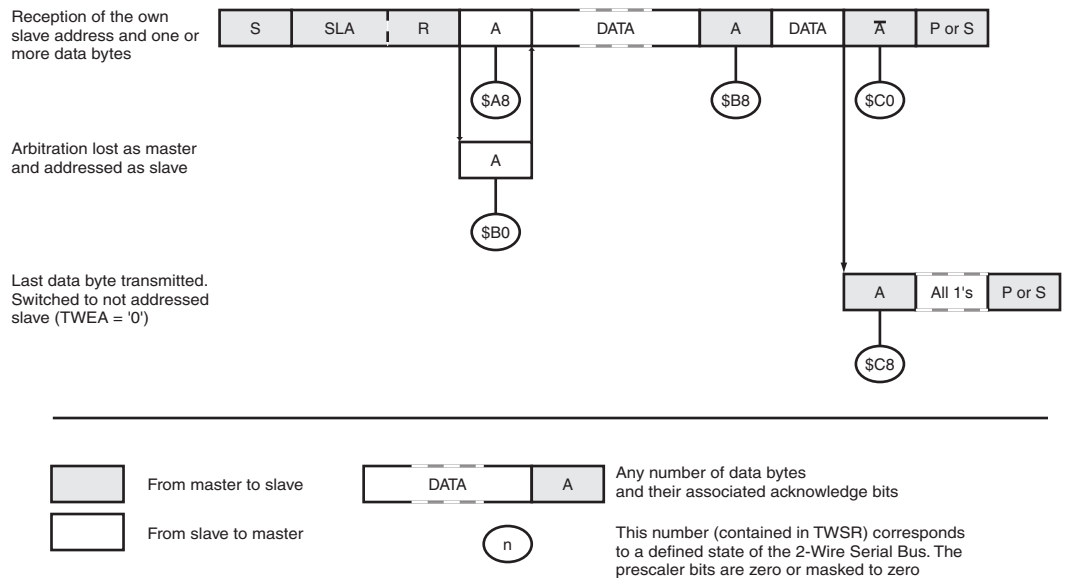 Reception of the own
slave address and one or
more data bytes
S SLA R A DATA A DATA A̅ P or S
$A8 $B8 $C0
Arbitration lost as master
and addressed as slave
A
$B0
Last data byte transmitted.
Switched to not addressed
slave (TWEA = '0')
A All 1's P or S
$C8
From master to slave
DATA A
Any number of data bytes
and their associated acknowledge bits
From slave to master
n
This number (contained in TWSR) corresponds
to a defined state of the 2-Wire Serial Bus. The
prescaler bits are zero or masked to zero